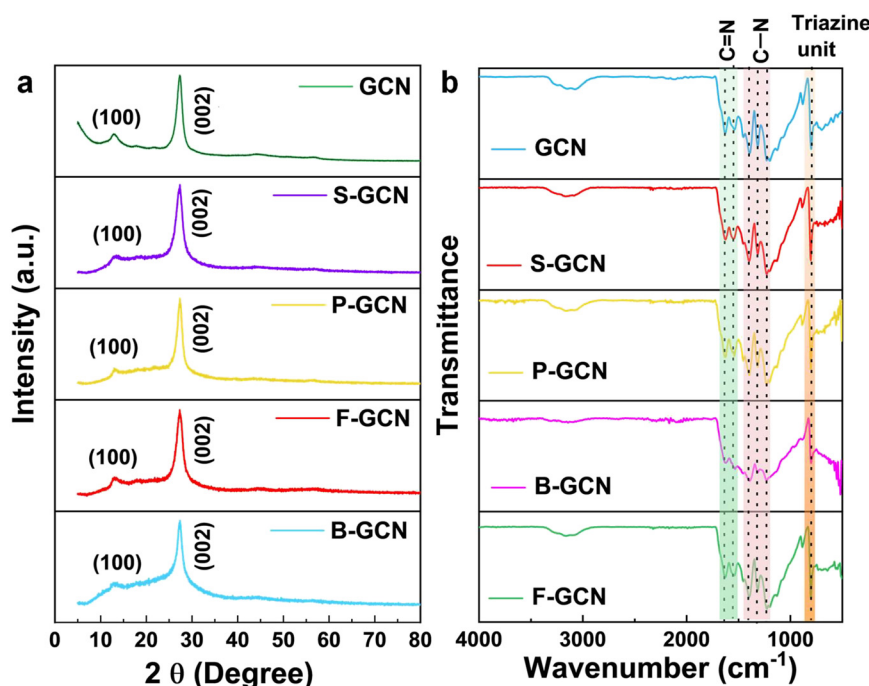 a
Intensity (a.u.)
GCN
(100)
(002)
S-GCN
(100)
(002)
P-GCN
(100)
(002)
F-GCN
(100)
(002)
B-GCN
(100)
(002)
0 10 20 30 40 50 60 70 80
2 θ (Degree)
b
C=N
C—N
Triazine
unit
Transmittance
GCN
S-GCN
P-GCN
B-GCN
F-GCN
4000 3000 2000 1000
Wavenumber (cm⁻¹)